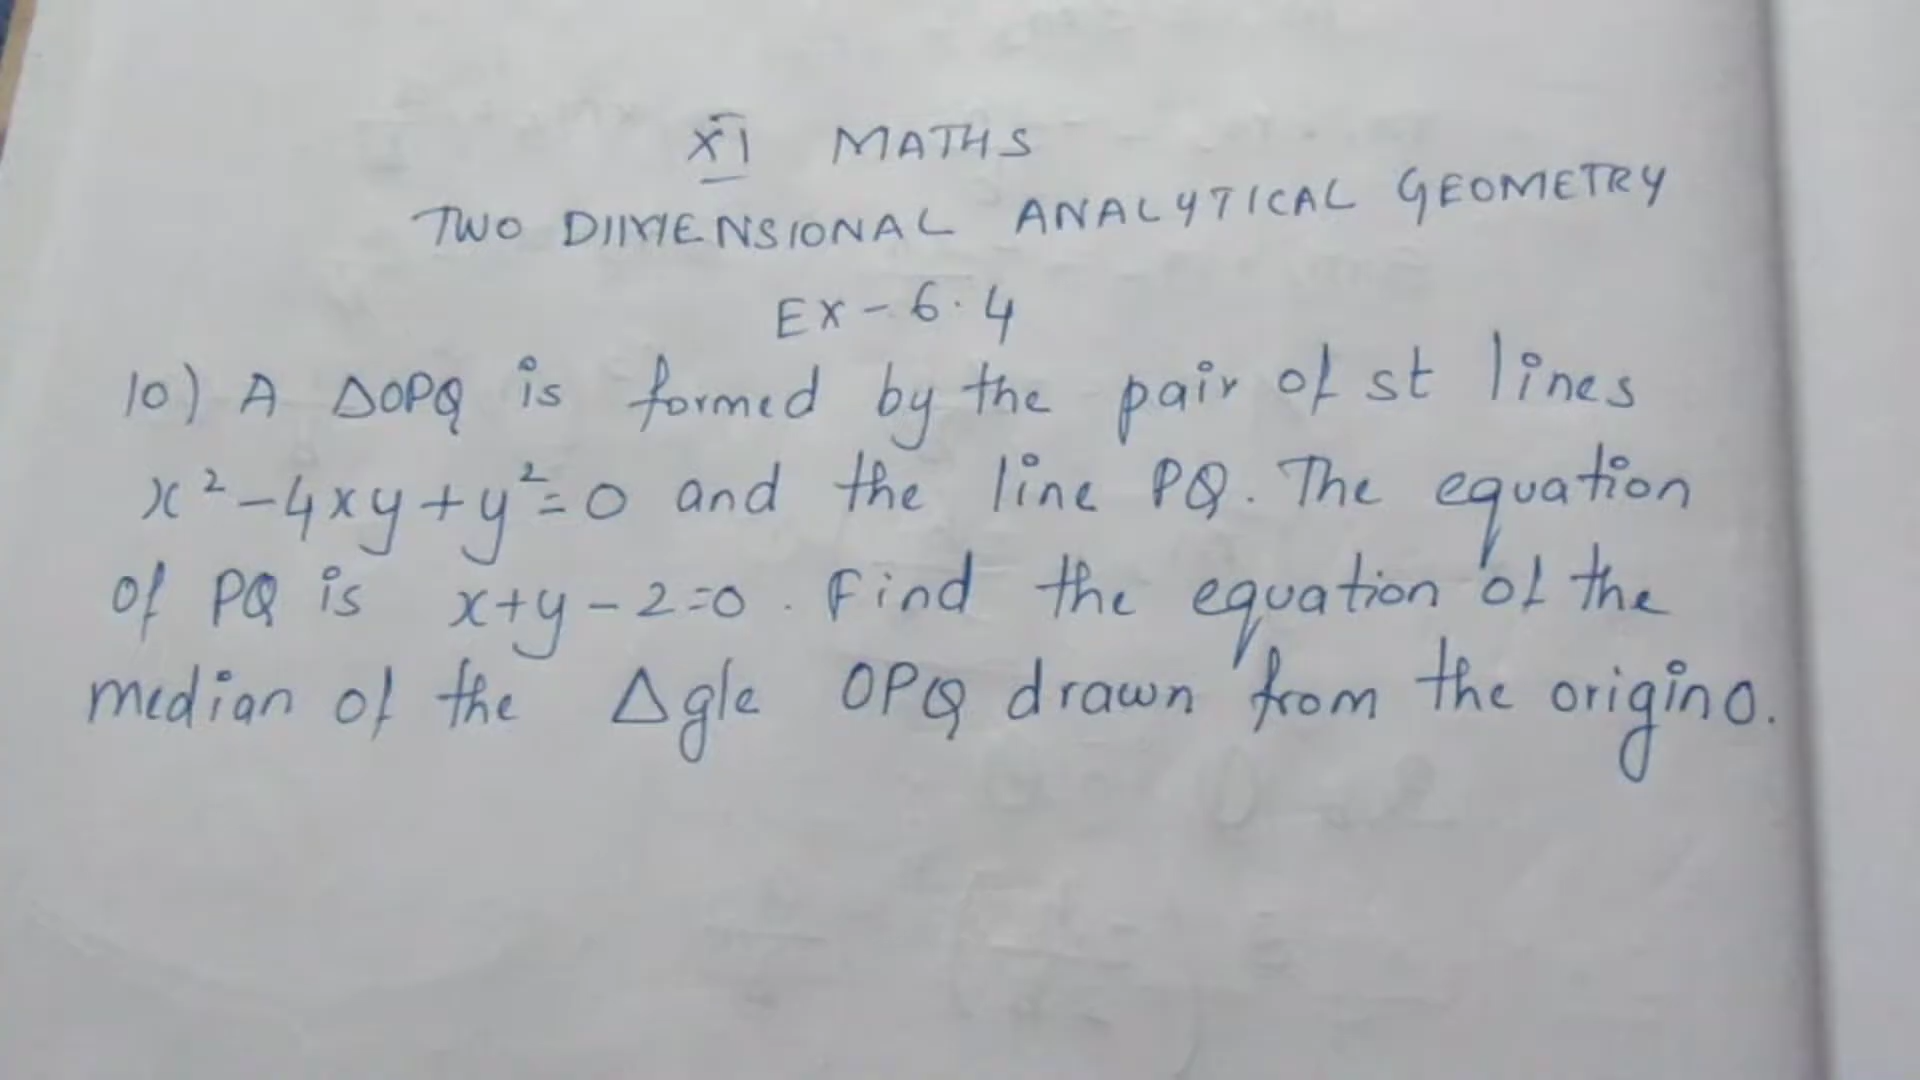 XI MATHS
TWO DIMENSIONAL ANALYTICAL GEOMETRY
EX - 6.4
10) A ΔOPQ is formed by the pair of st lines
x² - 4xy + y² = 0 and the line PQ. The equation
of PQ is x+y-2=0. Find the equation of the
median of the Δgle OPQ drawn from the origin O.